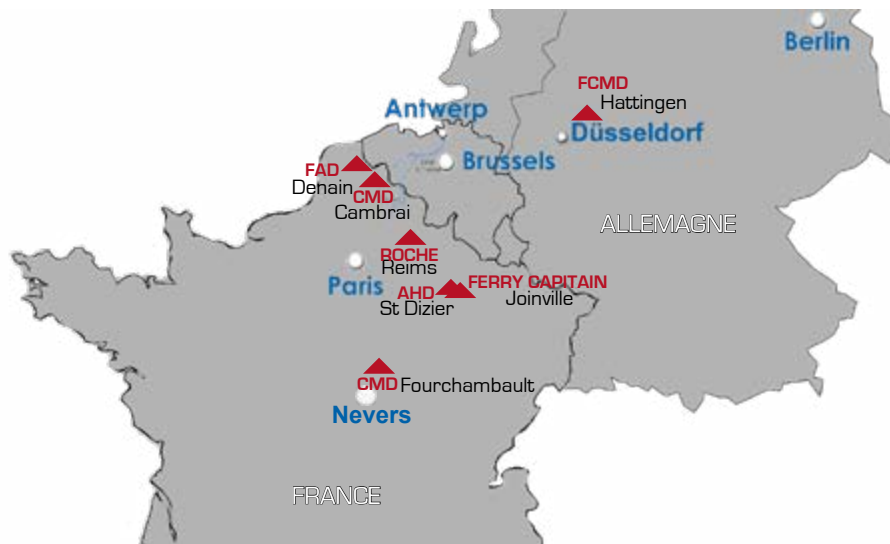 Berlin
FCMD
Hattingen
Antwerp
Düsseldorf
Brussels
FAD
Denain
CMD
Cambrai
ALLEMAGNE
ROCHE
Reims
Paris
FERRY CAPITAIN
AHD
Joinville
St Dizier
CMD Fourchambault
Nevers
FRANCE